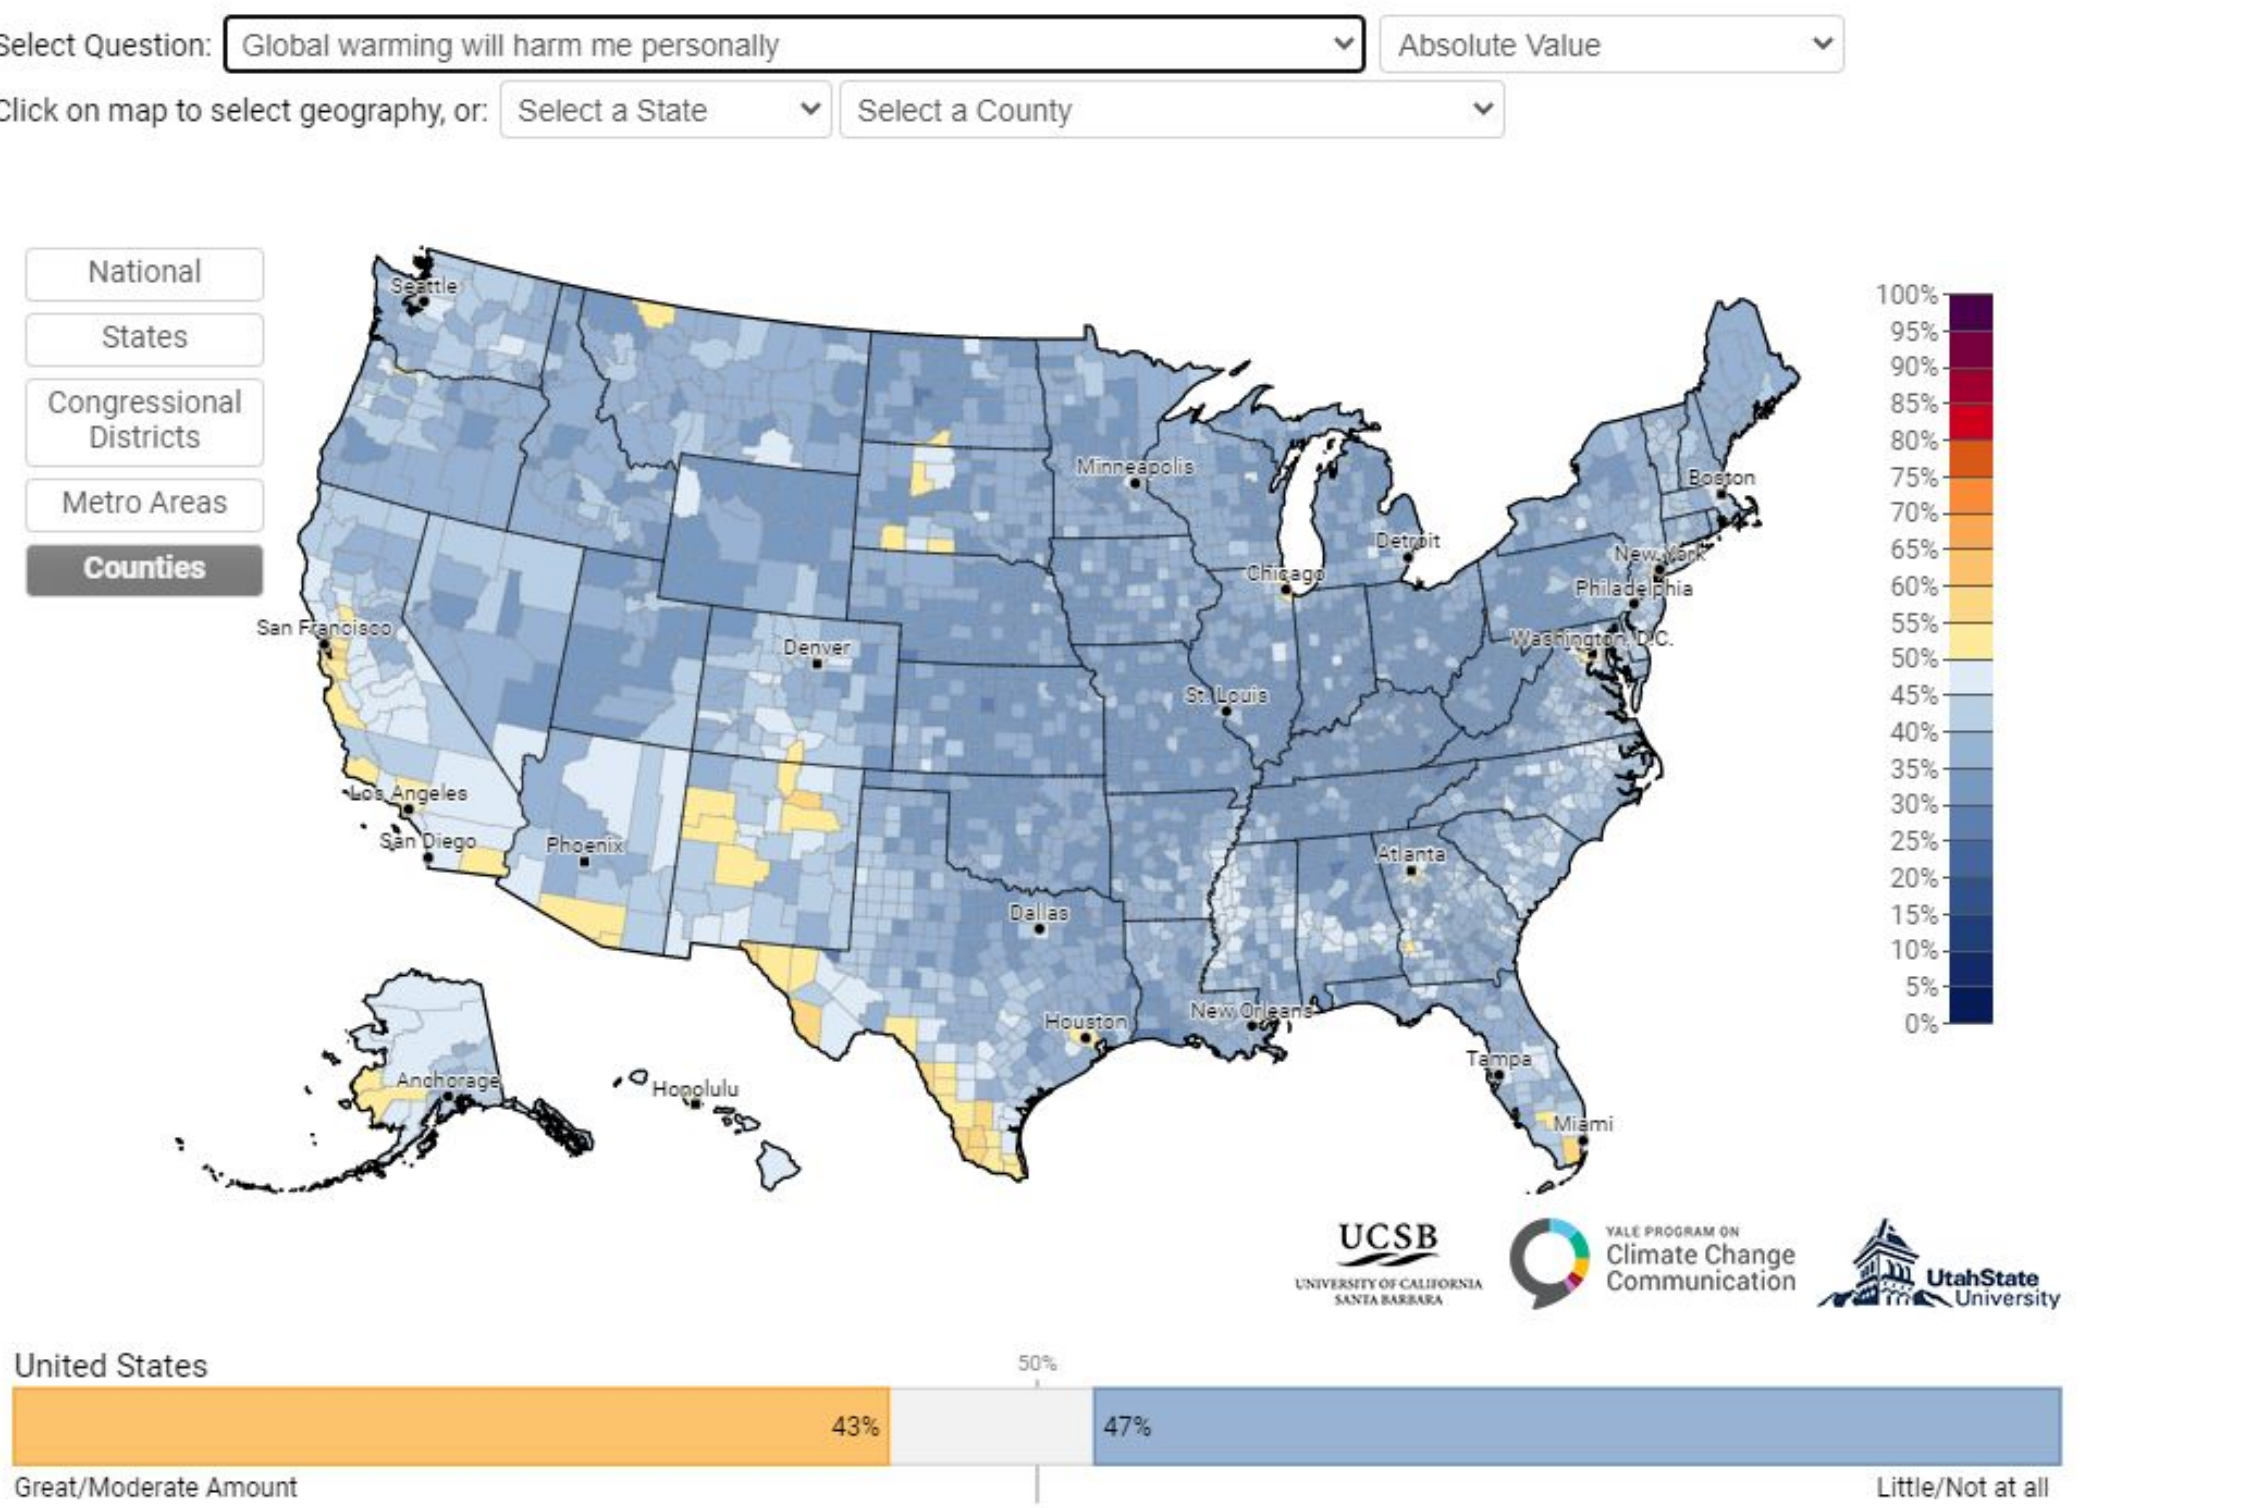 Select Question: Global warming will harm me personally Absolute Value
Click on map to select geography, or: Select a State Select a County
National
States
Congressional
Districts
Metro Areas
Counties
Seattle
Minneapolis
Boston
Detroit
New York
Chicago
Philadelphia
San Francisco
Washington, D.C.
Denver
St. Louis
Los Angeles
San Diego
Phoenix
Atlanta
Dallas
New Orleans
Houston
Tampa
Anchorage
Honolulu
Miami
100%
95%
90%
85%
80%
75%
70%
65%
60%
55%
50%
45%
40%
35%
30%
25%
20%
15%
10%
5%
0%
UCSB
UNIVERSITY OF CALIFORNIA
SANTA BARBARA
YALE PROGRAM ON
Climate Change
Communication
UtahState
University
United States
50%
43% 47%
Great/Moderate Amount Little/Not at all